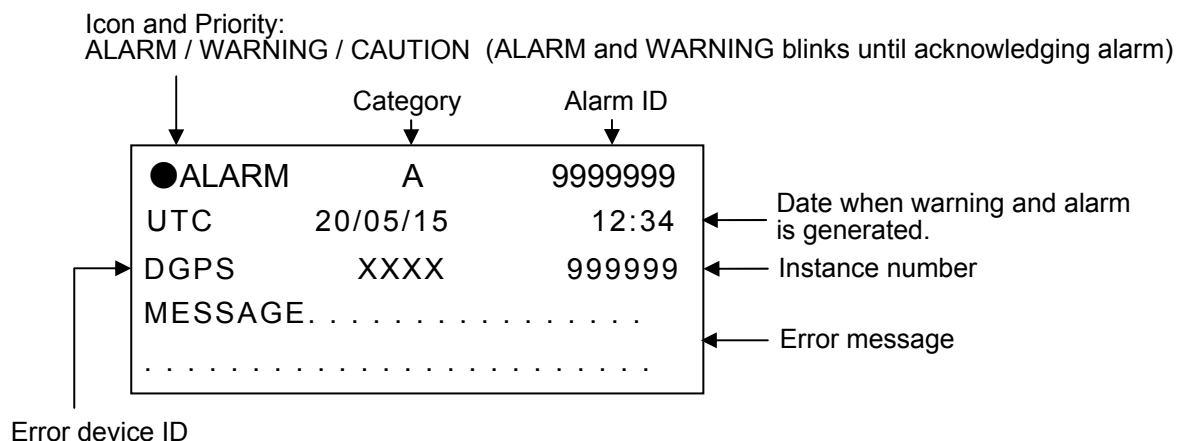 Icon and Priority:
ALARM / WARNING / CAUTION (ALARM and WARNING blinks until acknowledging alarm)
Category Alarm ID
●ALARM A 9999999
UTC 20/05/15 12:34
Date when warning and alarm
is generated.
DGPS XXXX 999999
Instance number
MESSAGE. . . . . . . . . . . . . . . . .
Error message
. . . . . . . . . . . . . . . . . . . . . . . .
Error device ID